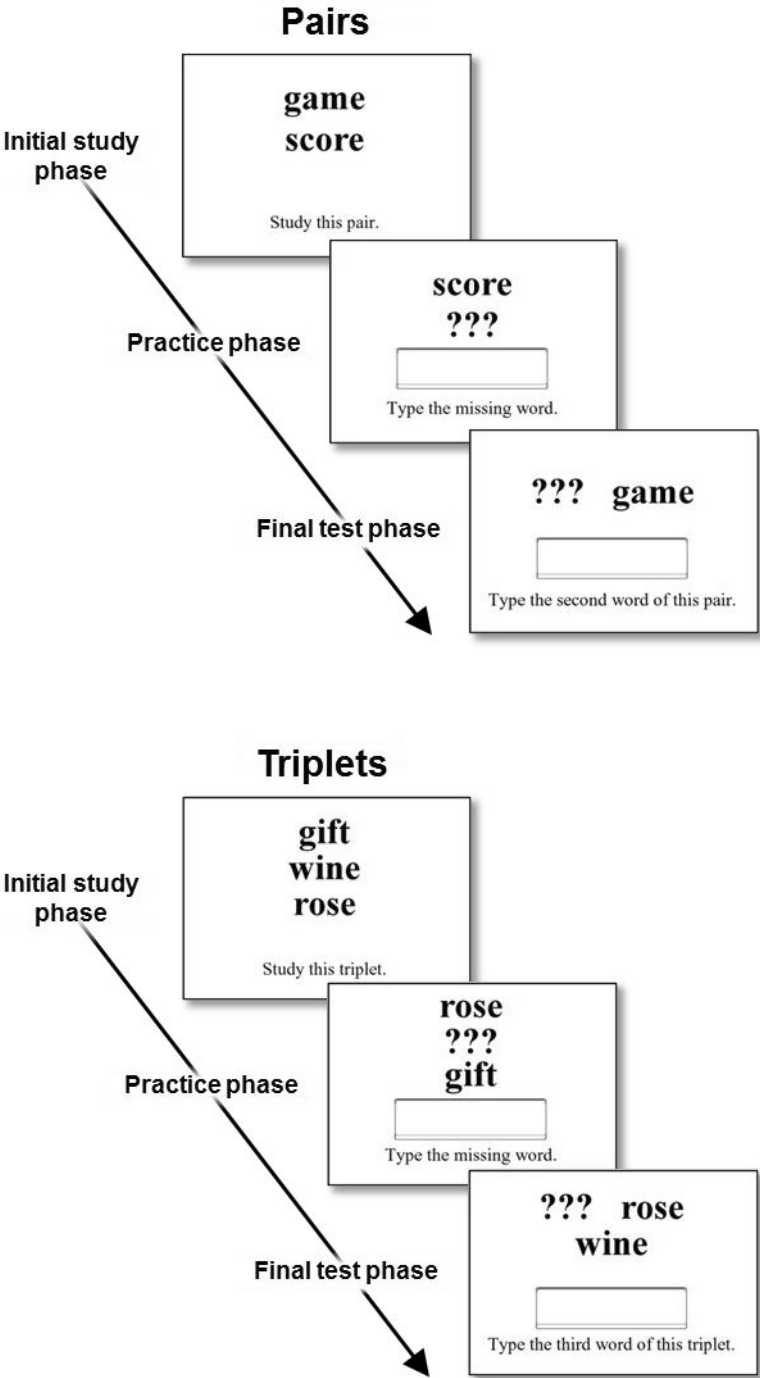 Pairs
game
score
Study this pair.
Initial study
phase
score
???
Type the missing word.
Practice phase
??? game
Type the second word of this pair.
Final test phase
Triplets
gift
wine
rose
Study this triplet.
Initial study
phase
rose
???
gift
Type the missing word.
Practice phase
??? rose
wine
Type the third word of this triplet.
Final test phase